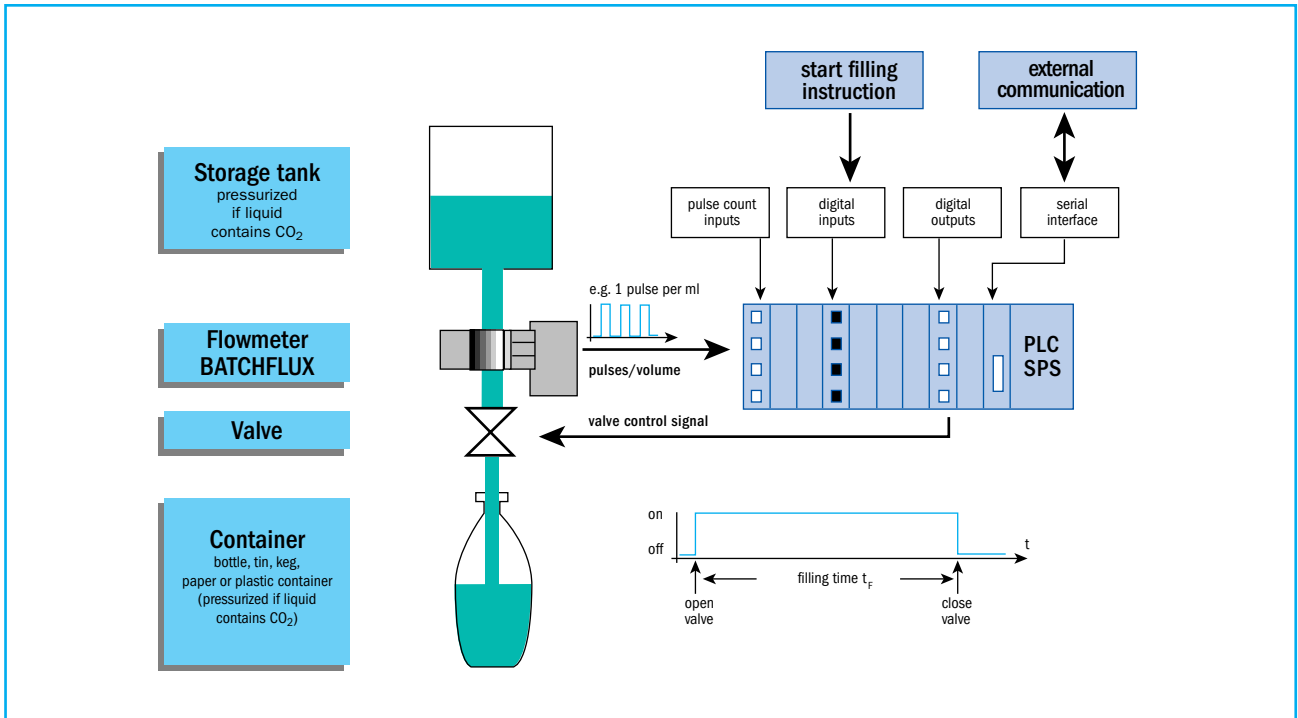 start filling
instruction
external
communication
Storage tank
pressurized
if liquid
contains CO₂
pulse count
inputs
digital
inputs
digital
outputs
serial
interface
e.g. 1 pulse per ml
Flowmeter
BATCHFLUX
pulses/volume
PLC
SPS
Valve
valve control signal
Container
bottle, tin, keg,
paper or plastic container
(pressurized if liquid
contains CO₂)
on
off
t
filling time t_F
open
valve
close
valve